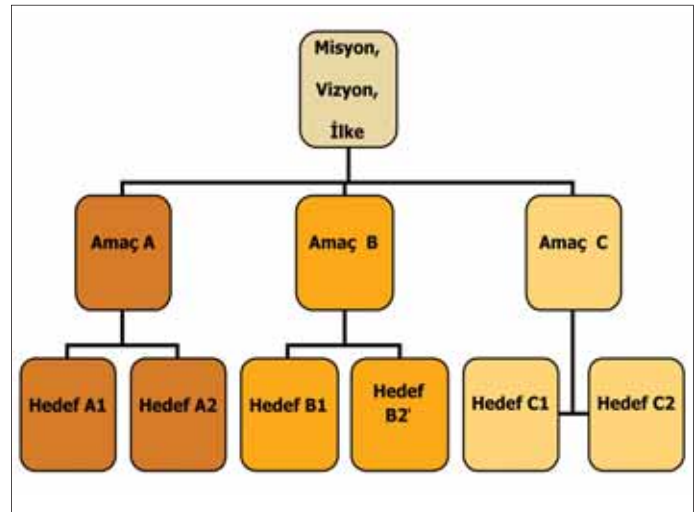 Misyon,
Vizyon,
İlke
Amaç A
Amaç B
Amaç C
Hedef A1
Hedef A2
Hedef B1
Hedef
B2'
Hedef C1
Hedef C2